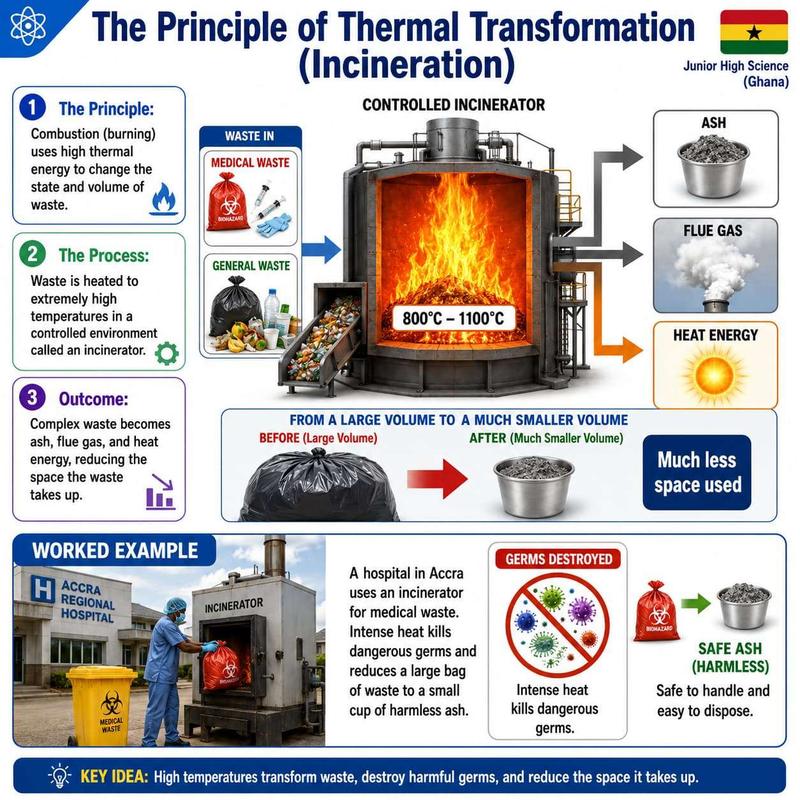 The Principle of Thermal Transformation
(Incineration)
Junior High Science
(Ghana)
1 The Principle:
Combustion (burning)
uses high thermal
energy to change the
state and volume of
waste.
2 The Process:
Waste is heated to
extremely high
temperatures in a
controlled environment
called an incinerator.
3 Outcome:
Complex waste becomes
ash, flue gas, and heat
energy, reducing the
space the waste
takes up.
WASTE IN
MEDICAL WASTE
BIOHAZARD
GENERAL WASTE
CONTROLLED INCINERATOR
800°C – 1100°C
ASH
FLUE GAS
HEAT ENERGY
FROM A LARGE VOLUME TO A MUCH SMALLER VOLUME
BEFORE (Large Volume)
AFTER (Much Smaller Volume)
Much less
space used
WORKED EXAMPLE
H ACCRA
REGIONAL
HOSPITAL
INCINERATOR
BIOHAZARD
MEDICAL
WASTE
A hospital in Accra
uses an incinerator
for medical waste.
Intense heat kills
dangerous germs and
reduces a large bag
of waste to a small
cup of harmless ash.
GERMS DESTROYED
Intense heat
kills dangerous
germs.
BIOHAZARD
SAFE ASH
(HARMLESS)
Safe to handle and
easy to dispose.
KEY IDEA: High temperatures transform waste, destroy harmful germs, and reduce the space it takes up.